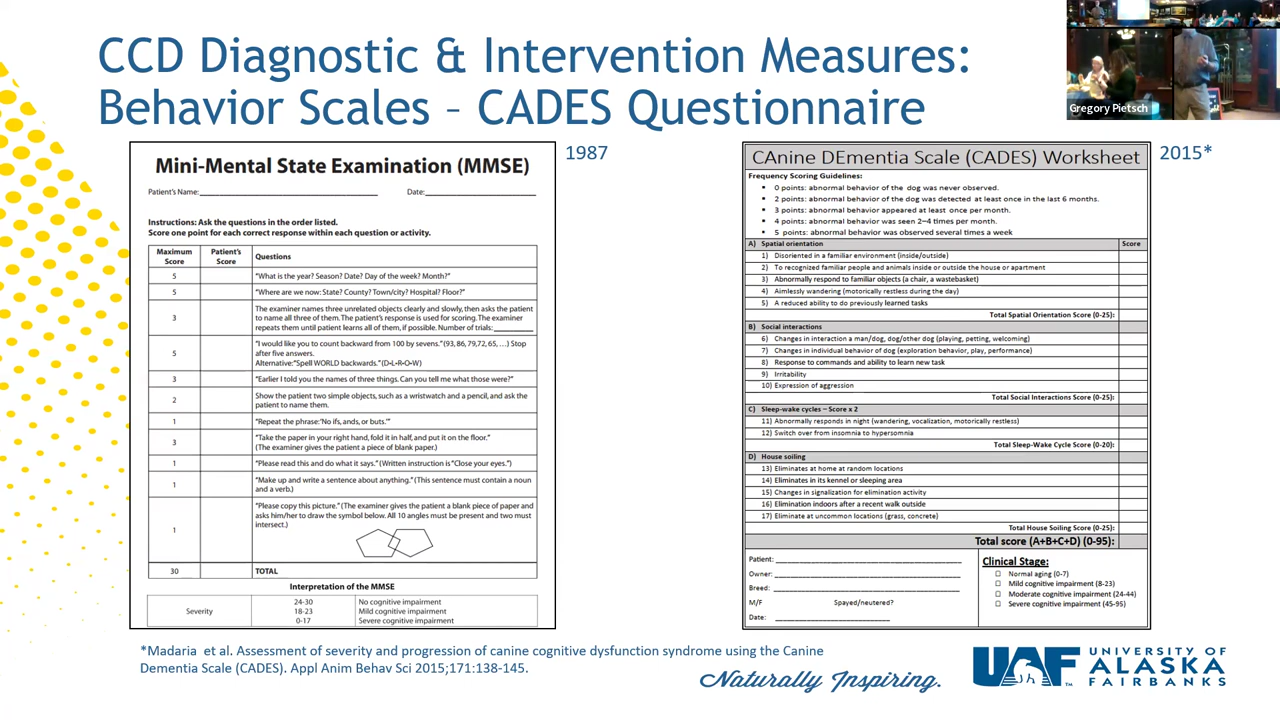 CCD Diagnostic & Intervention Measures:
Behavior Scales – CADES Questionnaire
Gregory Pietsch
Mini-Mental State Examination (MMSE)
Patient's Name: Date:
Instructions: Ask the questions in the order listed.
Score one point for each correct response within each question or activity.
Maximum Score Patient's Score Questions
5 "What is the year? Season? Date? Day of the week? Month?"
5 "Where are we now: State? County? Town/city? Hospital? Floor?"
3 The examiner names three unrelated objects clearly and slowly, then asks the patient
to name all three of them. The patient's response is used for scoring. The examiner
repeats them until patient learns all of them, if possible. Number of trials:
5 "I would like you to count backward from 100 by sevens." (93, 86, 79, 72, 65, …) Stop
after five answers.
Alternative: "Spell WORLD backwards." (D•L•R•O•W)
3 "Earlier I told you the names of three things. Can you tell me what those were?"
2 Show the patient two simple objects, such as a wristwatch and a pencil, and ask the
patient to name them.
1 "Repeat the phrase: 'No ifs, ands, or buts.'"
3 "Take the paper in your right hand, fold it in half, and put it on the floor."
(The examiner gives the patient a piece of blank paper.)
1 "Please read this and do what it says." (Written instruction is "Close your eyes.")
1 "Make up and write a sentence about anything." (This sentence must contain a noun
and a verb.)
1 "Please copy this picture." (The examiner gives the patient a blank piece of paper and
asks him/her to draw the symbol below. All 10 angles must be present and two must
intersect.)
30 TOTAL
Interpretation of the MMSE
Severity
24-30 No cognitive impairment
18-23 Mild cognitive impairment
0-17 Severe cognitive impairment
1987
CAnine DEmentia Scale (CADES) Worksheet
Frequency Scoring Guidelines:
▪ 0 points: abnormal behavior of the dog was never observed.
▪ 2 points: abnormal behavior of the dog was detected at least once in the last 6 months.
▪ 3 points: abnormal behavior appeared at least once per month.
▪ 4 points: abnormal behavior was seen 2–4 times per month.
▪ 5 points: abnormal behavior was observed several times a week
A) Spatial orientation Score
1) Disoriented in a familiar environment (inside/outside)
2) To recognized familiar people and animals inside or outside the house or apartment
3) Abnormally respond to familiar objects (a chair, a wastebasket)
4) Aimlessly wandering (motorically restless during the day)
5) A reduced ability to do previously learned tasks
Total Spatial Orientation Score (0-25):
B) Social interactions
6) Changes in interaction a man/dog, dog/other dog (playing, petting, welcoming)
7) Changes in individual behavior of dog (exploration behavior, play, performance)
8) Response to commands and ability to learn new task
9) Irritability
10) Expression of aggression
Total Social Interactions Score (0-25):
C) Sleep-wake cycles – Score x 2
11) Abnormally responds in night (wandering, vocalization, motorically restless)
12) Switch over from insomnia to hypersomnia
Total Sleep-Wake Cycle Score (0-20):
D) House soiling
13) Eliminates at home at random locations
14) Eliminates in its kennel or sleeping area
15) Changes in signalization for elimination activity
16) Elimination indoors after a recent walk outside
17) Eliminate at uncommon locations (grass, concrete)
Total House Soiling Score (0-25):
Total score (A+B+C+D) (0-95):
Patient:
Owner:
Breed:
M/F Spayed/neutered?
Date:
Clinical Stage:
☐ Normal aging (0-7)
☐ Mild cognitive impairment (8-23)
☐ Moderate cognitive impairment (24-44)
☐ Severe cognitive impairment (45-95)
2015*
*Madaria et al. Assessment of severity and progression of canine cognitive dysfunction syndrome using the Canine
Dementia Scale (CADES). Appl Anim Behav Sci 2015;171:138-145.
Naturally Inspiring.
UAF
UNIVERSITY OF
ALASKA
FAIRBANKS